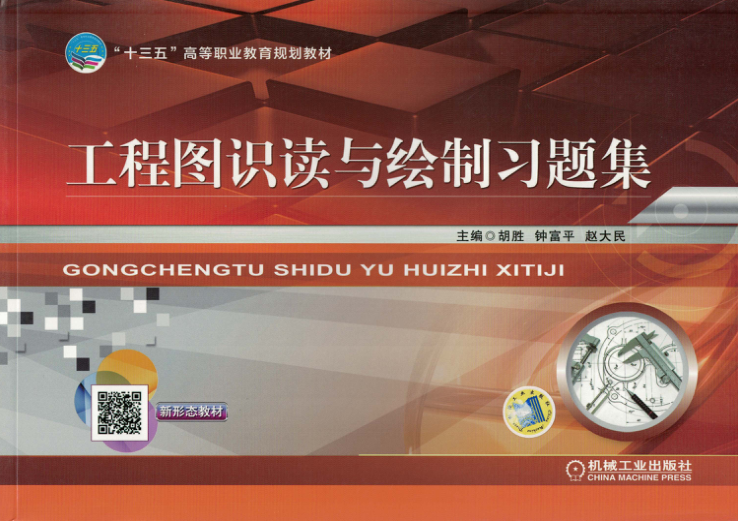 十三五
“十三五”高等职业教育规划教材
工程图识读与绘制习题集
主编◎胡胜 钟富平 赵大民
GONGCHENGTU SHIDU YU HUIZHI XITIJI
新形态教材
机械工业出版社
CHINA MACHINE PRESS